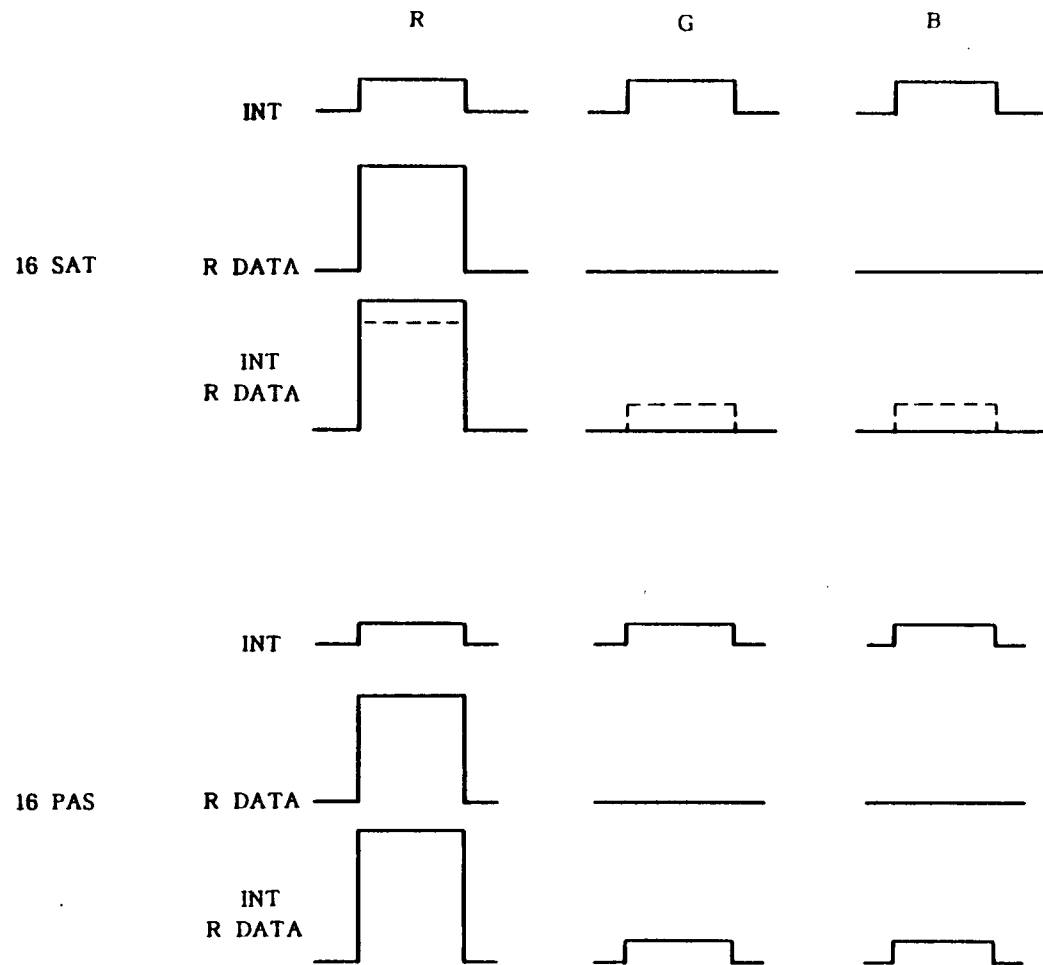 R G B
INT
16 SAT R DATA
INT
R DATA
INT
16 PAS R DATA
INT
R DATA